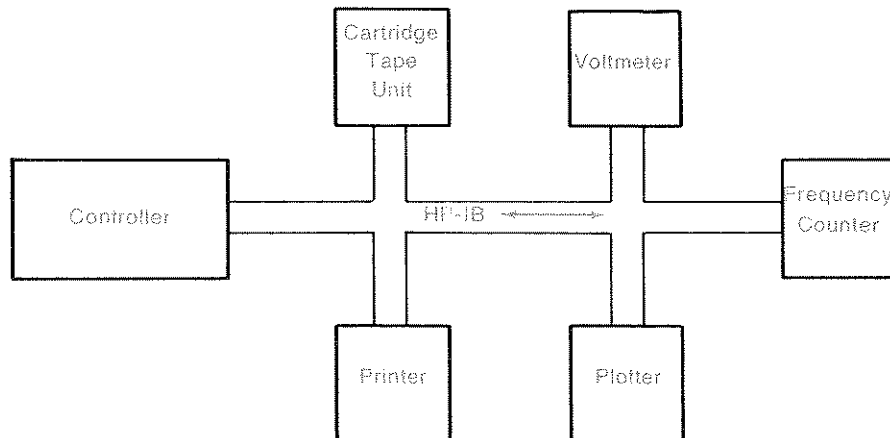 Cartridge
Tape
Unit
Voltmeter
Controller
HP-IB
Frequency
Counter
Printer
Plotter